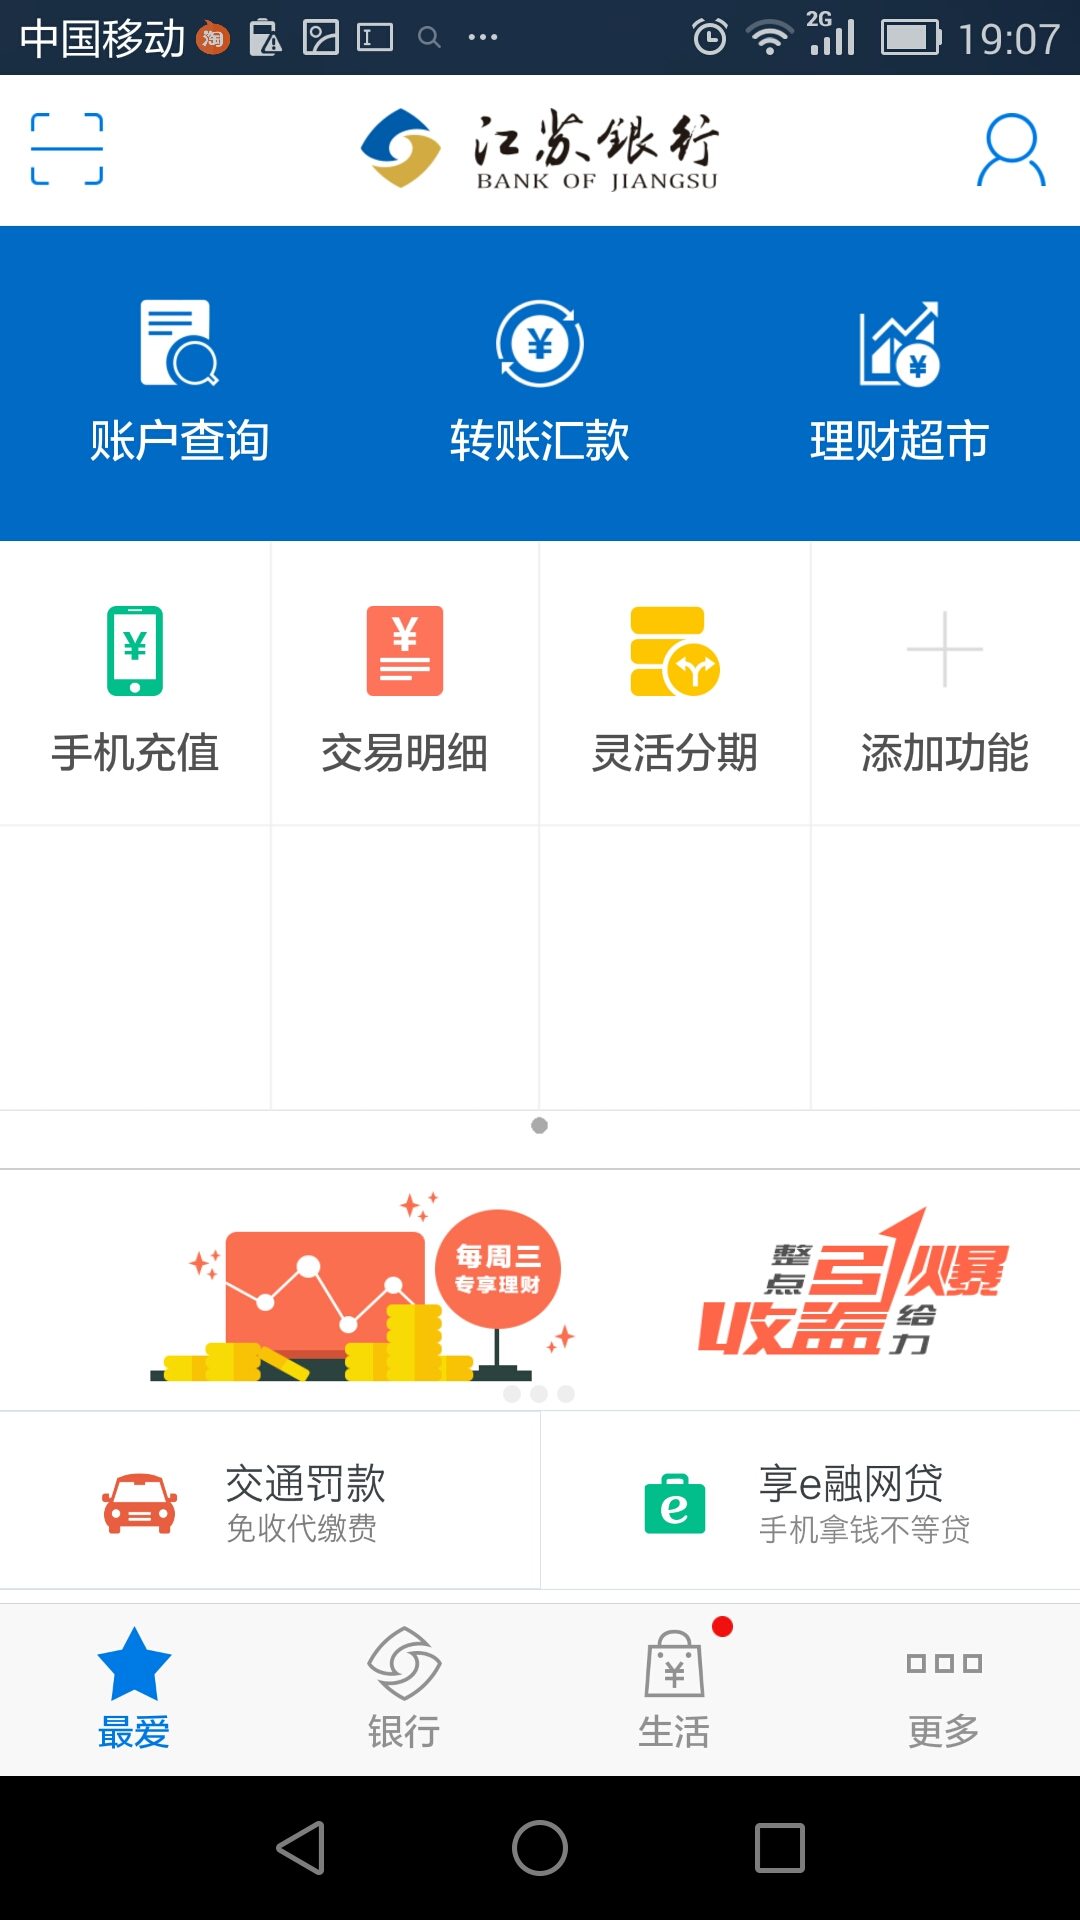 中国移动 淘 2G 19:07
江苏银行
BANK OF JIANGSU
账户查询 转账汇款 理财超市
手机充值 交易明细 灵活分期 添加功能
每周三
专享理财
整点引爆
收益给力
交通罚款
免收代缴费
享e融网贷
手机拿钱不等贷
最爱 银行 生活 更多